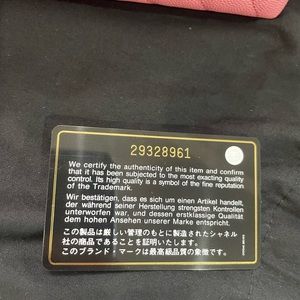 29328961
We certify the authenticity of this item and confirm
that it has been subjected to the most exacting quality
control. Its high quality is a symbol of the fine reputation
of the Trademark.
Wir bestätigen, dass es sich um einen Artikel handelt,
der während seiner Herstellung strengsten Kontrollen
unterworfen war, und dessen erstklassige Qualität
dem hohen Ansehen unserer Marke entspricht.
この製品は厳しい管理のもとに製造されたシャネル
社の商品であることを証明いたします。
このブランド・マークは最高級品質の象徴です。